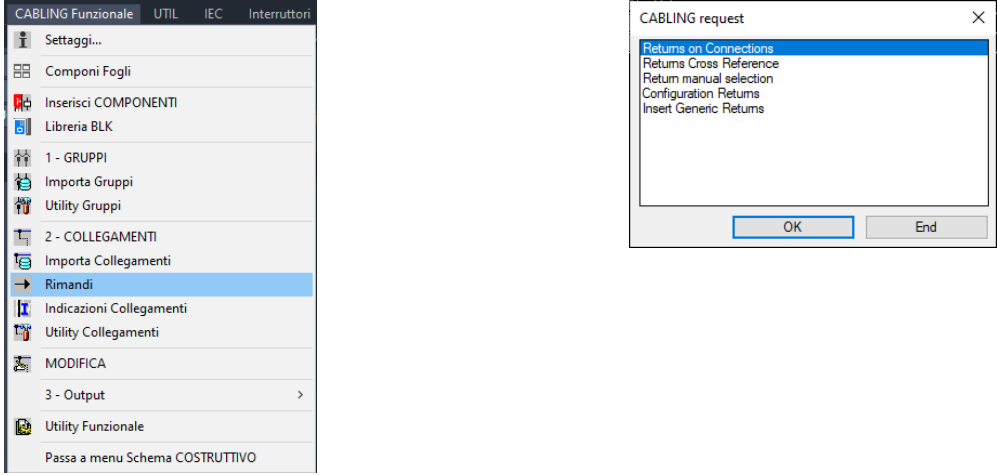 CABLING Funzionale UTIL IEC Interruttori
Settaggi...
Componi Fogli
Inserisci COMPONENTI
Libreria BLK
1 - GRUPPI
Importa Gruppi
Utility Gruppi
2 - COLLEGAMENTI
Importa Collegamenti
Rimandi
Indicazioni Collegamenti
Utility Collegamenti
MODIFICA
3 - Output
Utility Funzionale
Passa a menu Schema COSTRUTTIVO
CABLING request
Returns on Connections
Returns Cross Reference
Return manual selection
Configuration Returns
Insert Generic Returns
OK End